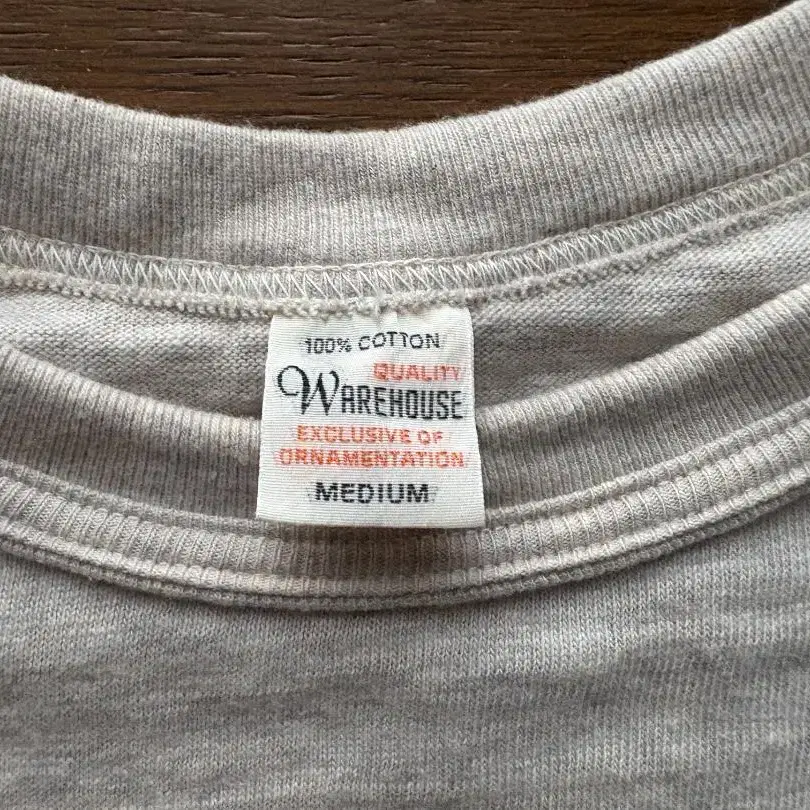 100% COTTON
QUALITY
WAREHOUSE
EXCLUSIVE OF
ORNAMENTATION
MEDIUM